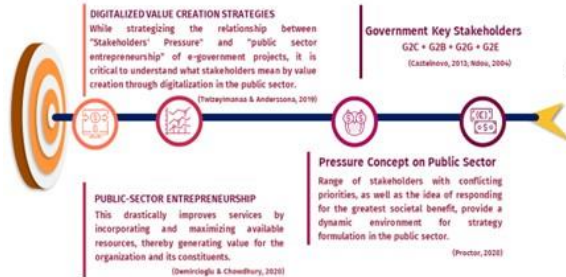 DIGITALIZED VALUE CREATION STRATEGIES
While strategizing the relationship between
"Stakeholders' Pressure" and "public sector
entrepreneurship" of e-government projects, it is
critical to understand what stakeholders mean by value
creation through digitalization in the public sector.
(Twizeyimanaa & Anderssona, 2019)
Government Key Stakeholders
G2C + G2B + G2G + G2E
(Castelnovo, 2013; Ndou, 2004)
PUBLIC-SECTOR ENTREPRENEURSHIP
This drastically improves services by
incorporating and maximizing available
resources, thereby generating value for the
organization and its constituents.
(Demircioglu & Chowdhury, 2020)
Pressure Concept on Public Sector
Range of stakeholders with conflicting
priorities, as well as the idea of responding
for the greatest societal benefit, provide a
dynamic environment for strategy
formulation in the public sector.
(Proctor, 2020)